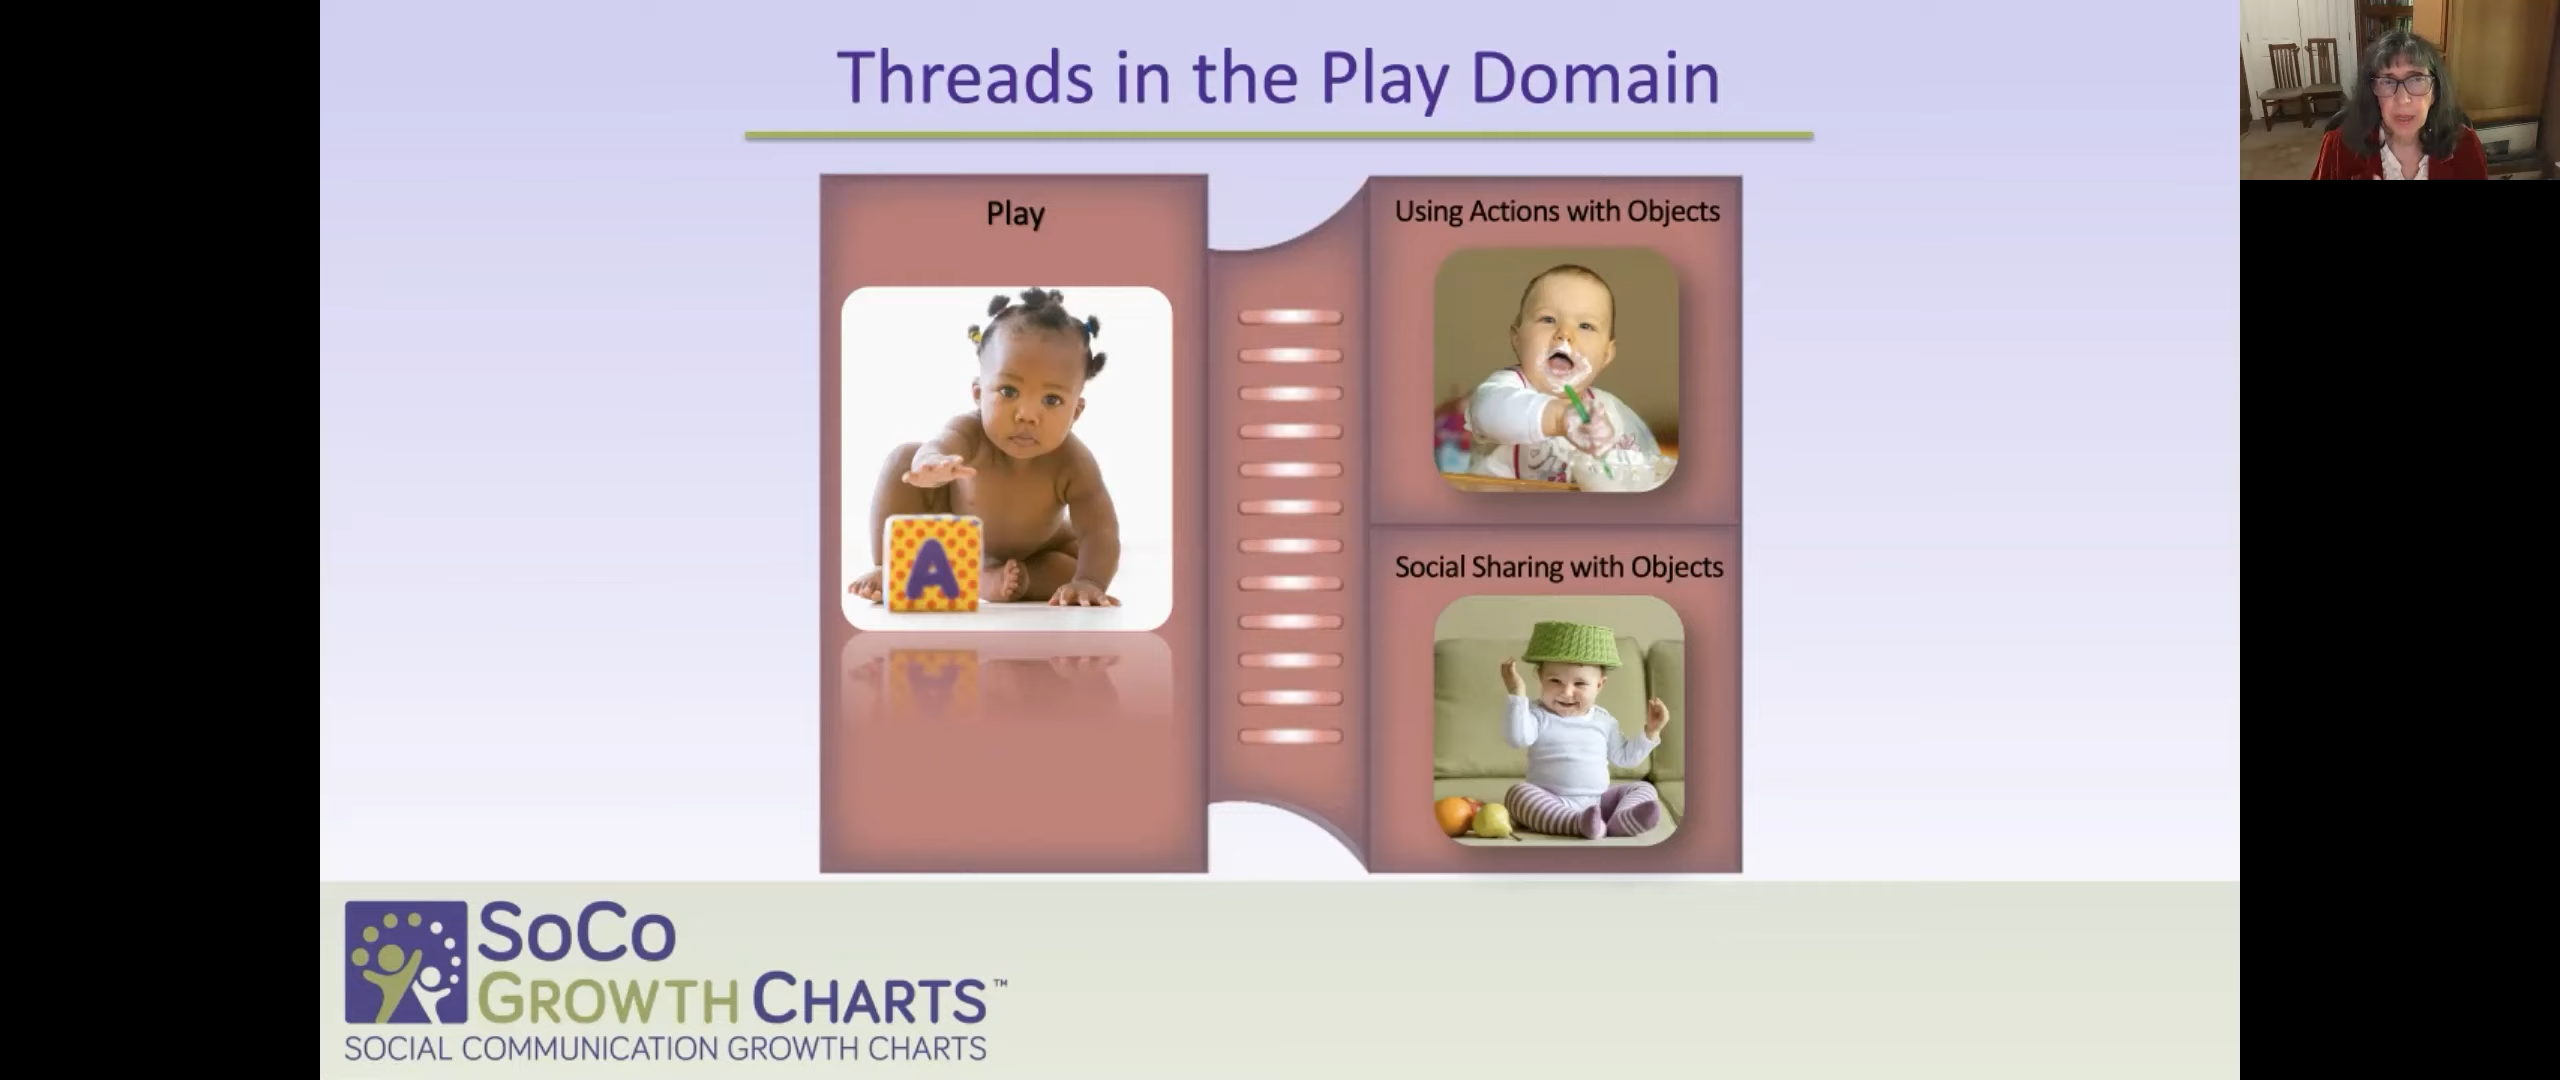 Threads in the Play Domain
Play
A
Using Actions with Objects
Social Sharing with Objects
SoCo
GROWTH CHARTS™
SOCIAL COMMUNICATION GROWTH CHARTS